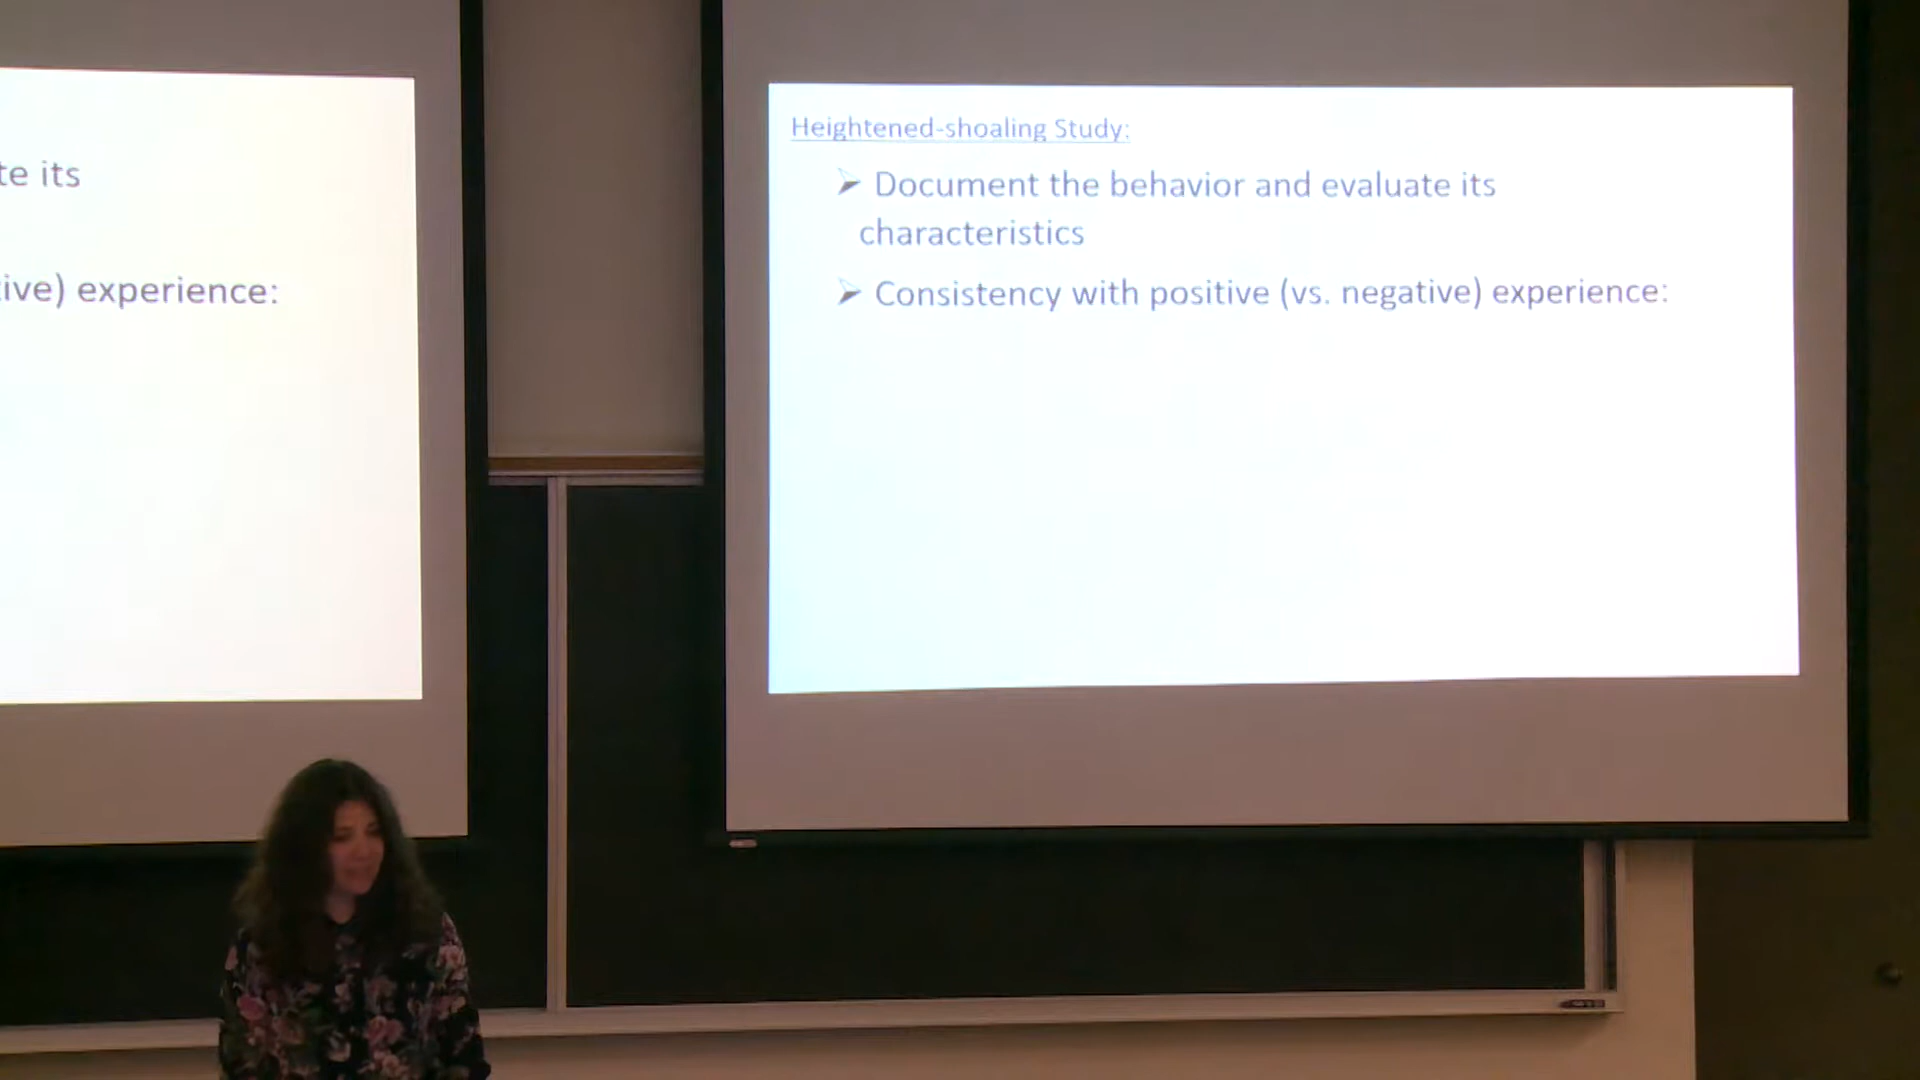 te its
ive) experience:
Heightened-shoaling Study:
➢ Document the behavior and evaluate its
characteristics
➢ Consistency with positive (vs. negative) experience: